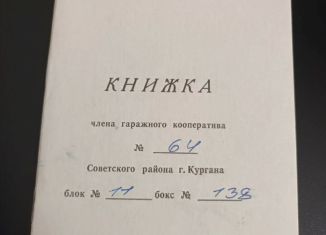 КНИЖКА
члена гаражного кооператива
№ 64
Советского района г. Кургана
блок № 11 бокс № 138